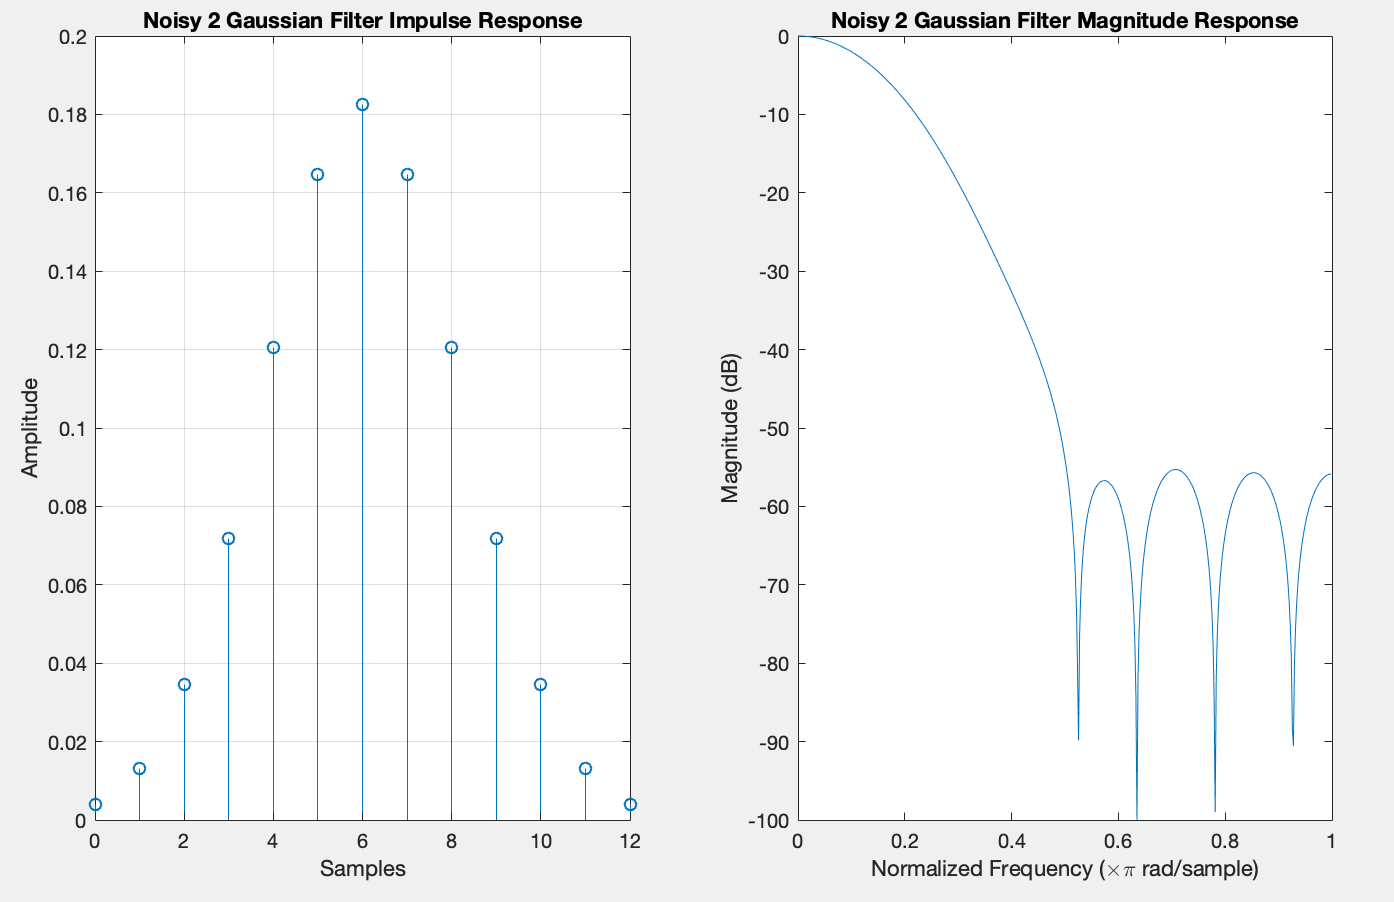 Noisy 2 Gaussian Filter Impulse Response
0.2
0.18
0.16
0.14
0.12
0.1
0.08
0.06
0.04
0.02
0
Amplitude
0 2 4 6 8 10 12
Samples
Noisy 2 Gaussian Filter Magnitude Response
0
-10
-20
-30
-40
-50
-60
-70
-80
-90
-100
Magnitude (dB)
0 0.2 0.4 0.6 0.8 1
Normalized Frequency (×π rad/sample)